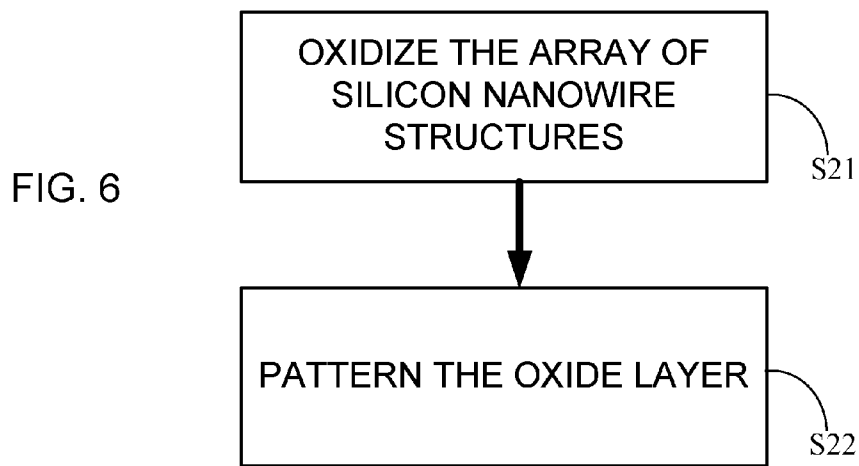 OXIDIZE THE ARRAY OF
SILICON NANOWIRE
STRUCTURES
S21
FIG. 6
PATTERN THE OXIDE LAYER
S22